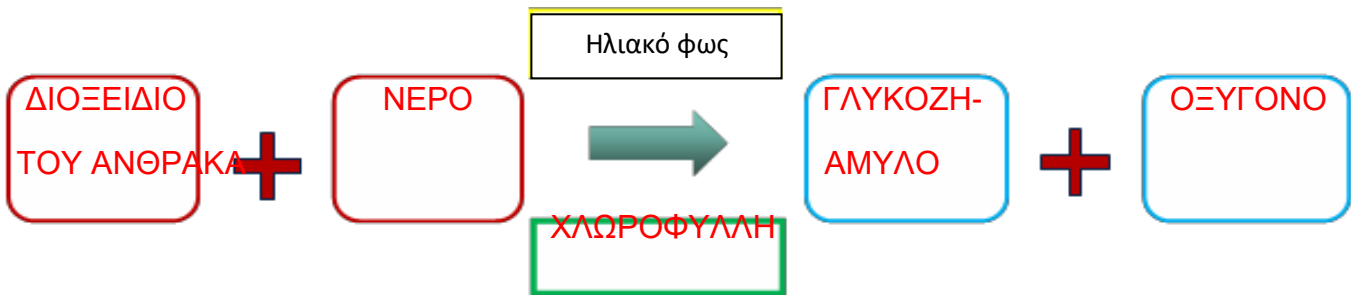 Ηλιακό φως
ΔΙΟΞΕΙΔΙΟ
ΤΟΥ ΑΝΘΡΑΚΑ
ΝΕΡΟ
ΧΛΩΡΟΦΥΛΛΗ
ΓΛΥΚΟΖΗ-
ΑΜΥΛΟ
ΟΞΥΓΟΝΟ